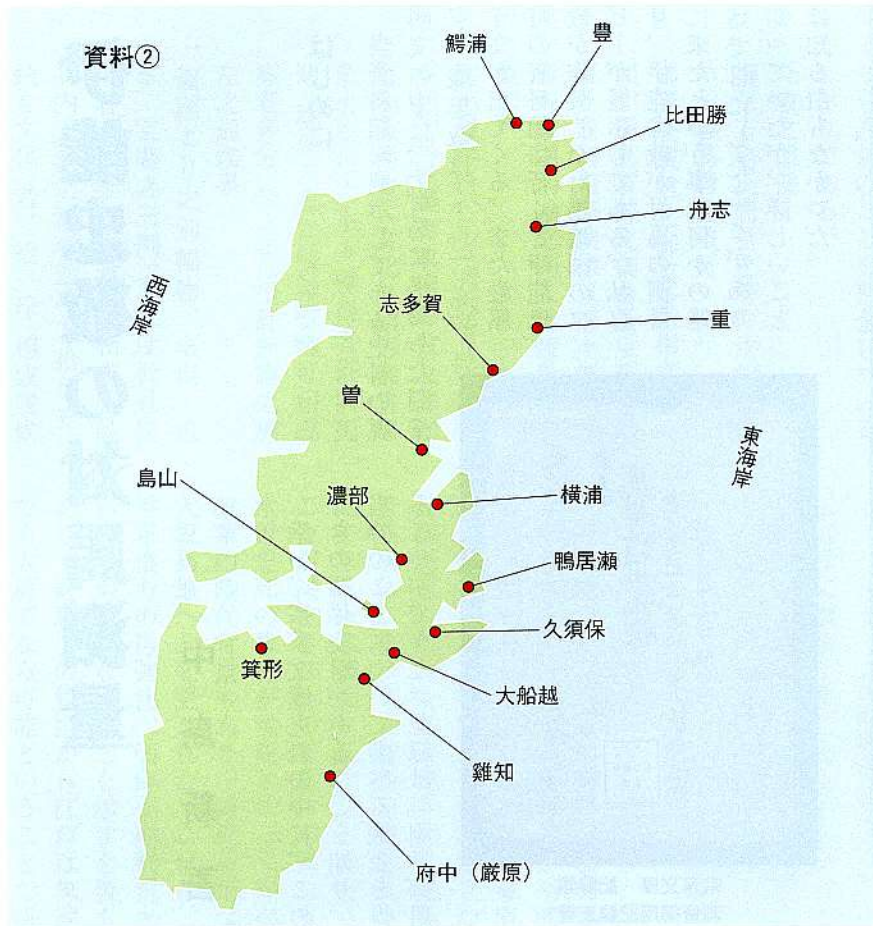 資料②
鰐浦
豊
比田勝
舟志
西海岸
志多賀
一重
曽
東海岸
島山
濃部
横浦
鴨居瀬
久須保
箕形
大船越
雞知
府中（厳原）